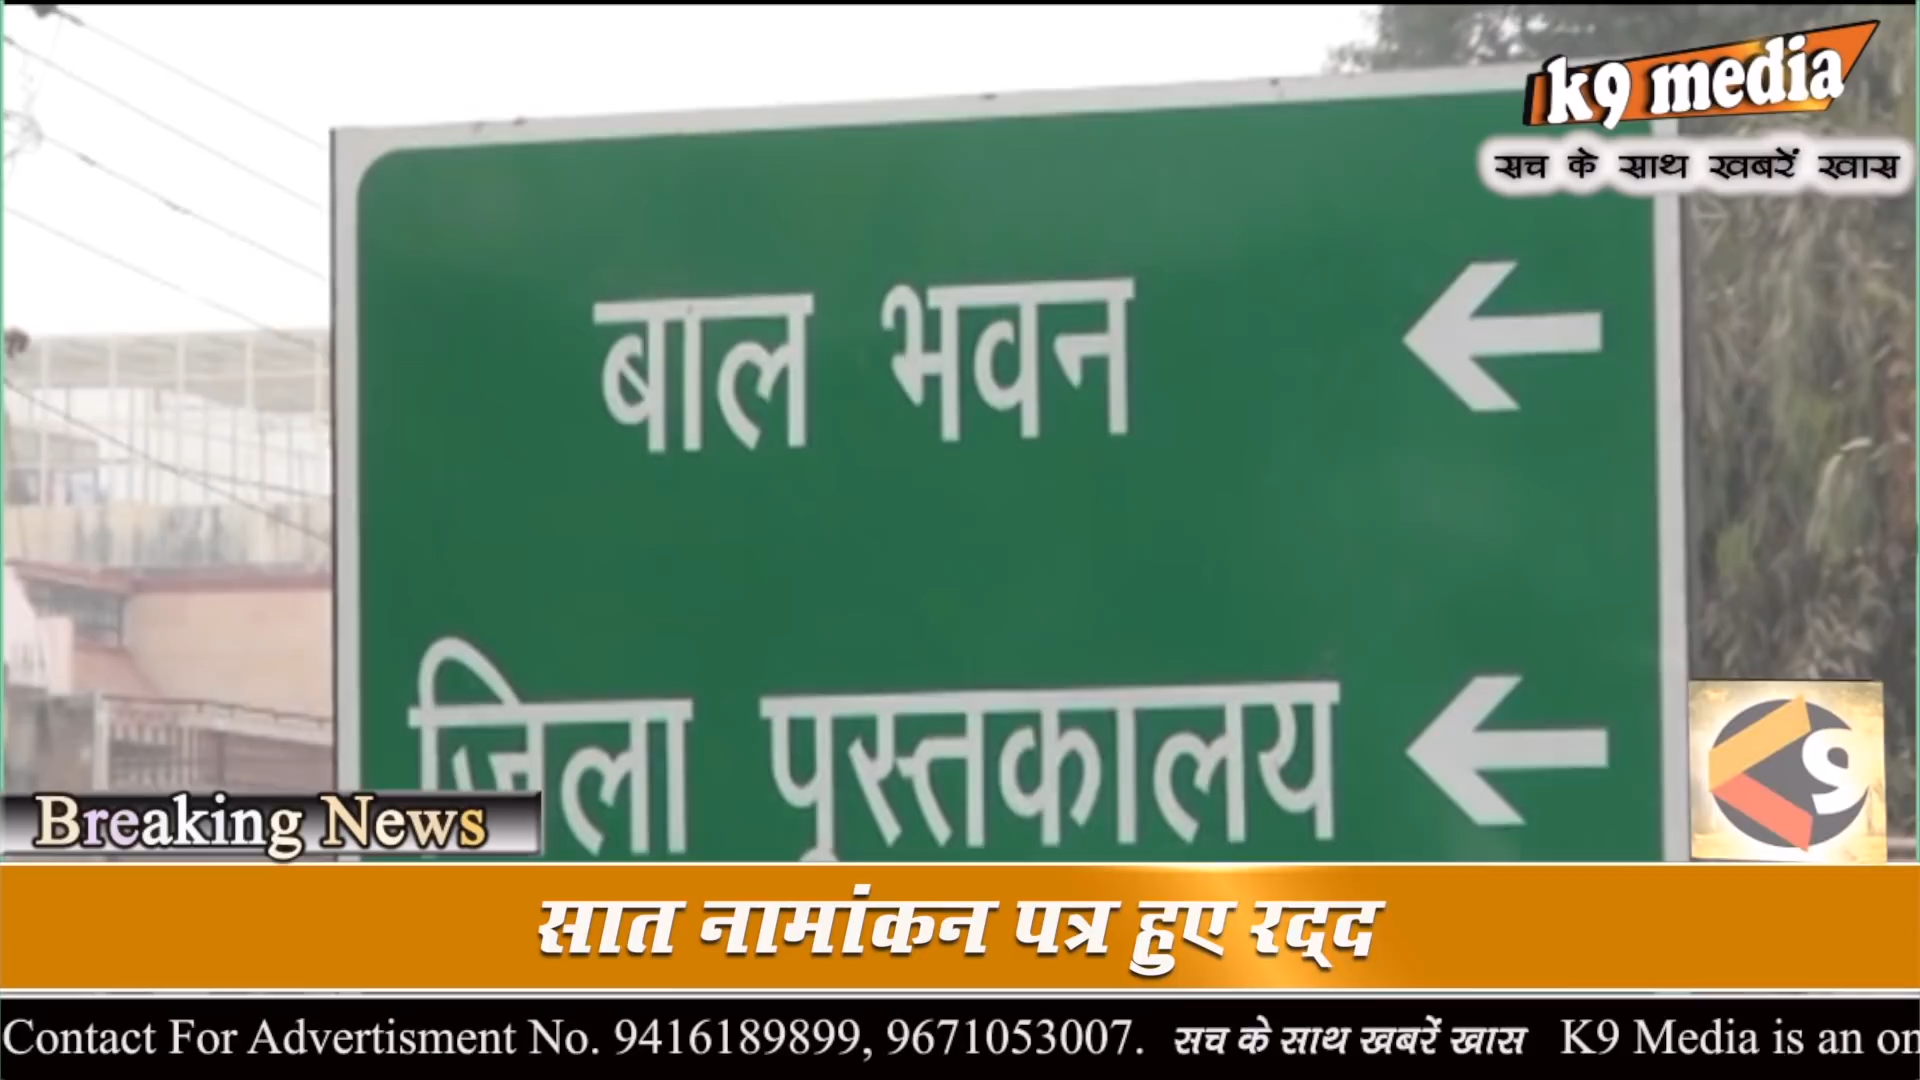 k9 media
सच के साथ खबरें खास
बाल भवन
जिला पुस्तकालय
9
Breaking News
सात नामांकन पत्र हुए रद्द
Contact For Advertisment No. 9416189899, 9671053007. सच के साथ खबरें खास K9 Media is an on